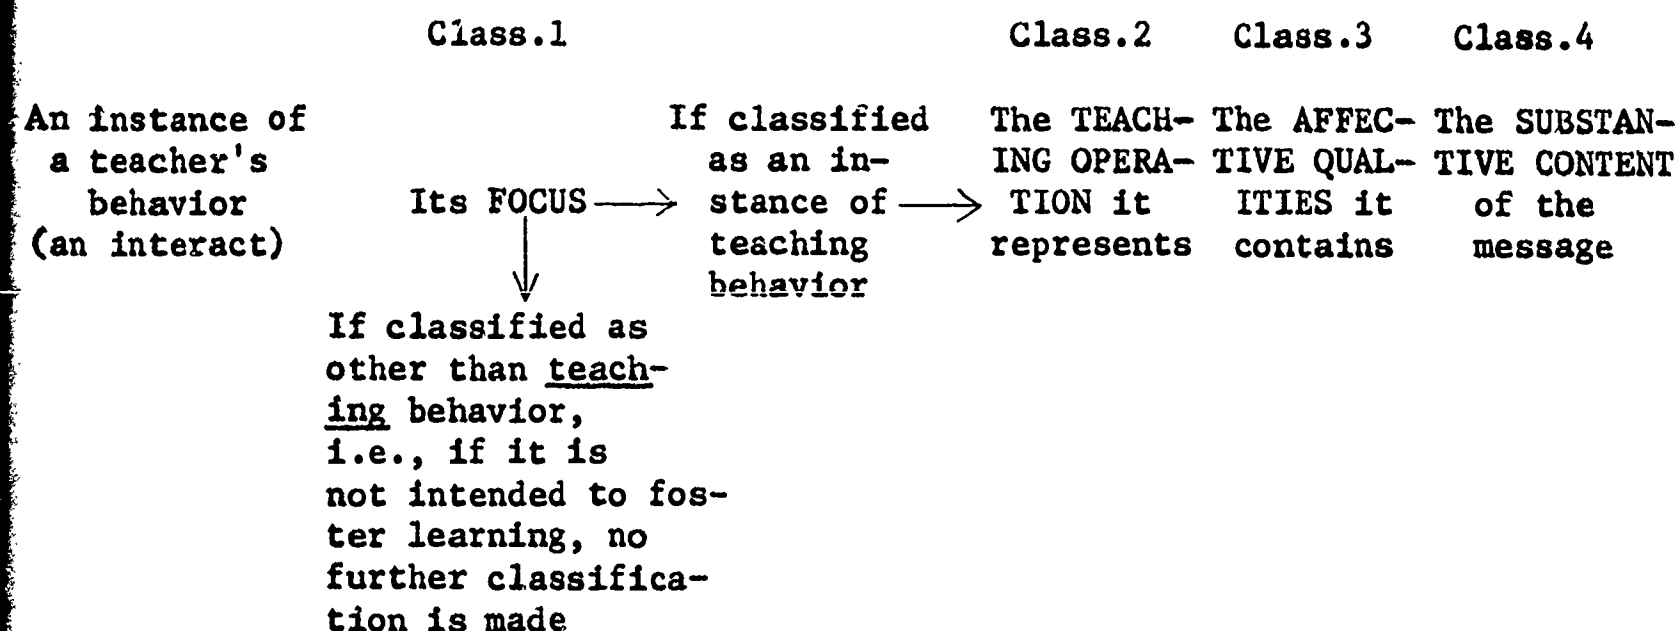 Class.1 Class.2 Class.3 Class.4
An instance of
a teacher's
behavior
(an interact)
Its FOCUS
If classified
as an in-
stance of
teaching
behavior
The TEACH-
ING OPERA-
TION it
represents
The AFFEC-
TIVE QUAL-
ITIES it
contains
The SUBSTAN-
TIVE CONTENT
of the
message
If classified as
other than teach-
ing behavior,
i.e., if it is
not intended to fos-
ter learning, no
further classifica-
tion is made